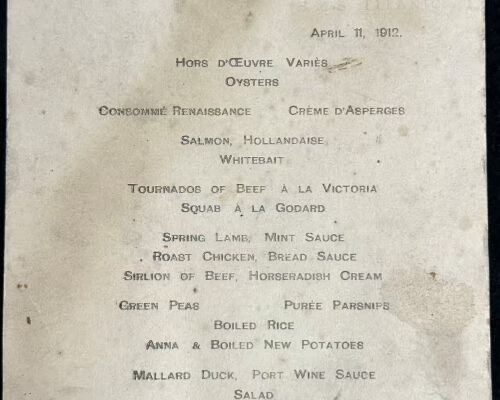 APRIL 11, 1912.
HORS D'ŒUVRE VARIÉS
OYSTERS
CONSOMMÉ RENAISSANCE CRÈME D'ASPERGES
SALMON, HOLLANDAISE
WHITEBAIT
TOURNADOS OF BEEF À LA VICTORIA
SQUAB À LA GODARD
SPRING LAMB, MINT SAUCE
ROAST CHICKEN, BREAD SAUCE
SIRLION OF BEEF, HORSERADISH CREAM
GREEN PEAS PURÉE PARSNIPS
BOILED RICE
ANNA & BOILED NEW POTATOES
MALLARD DUCK, PORT WINE SAUCE
SALAD